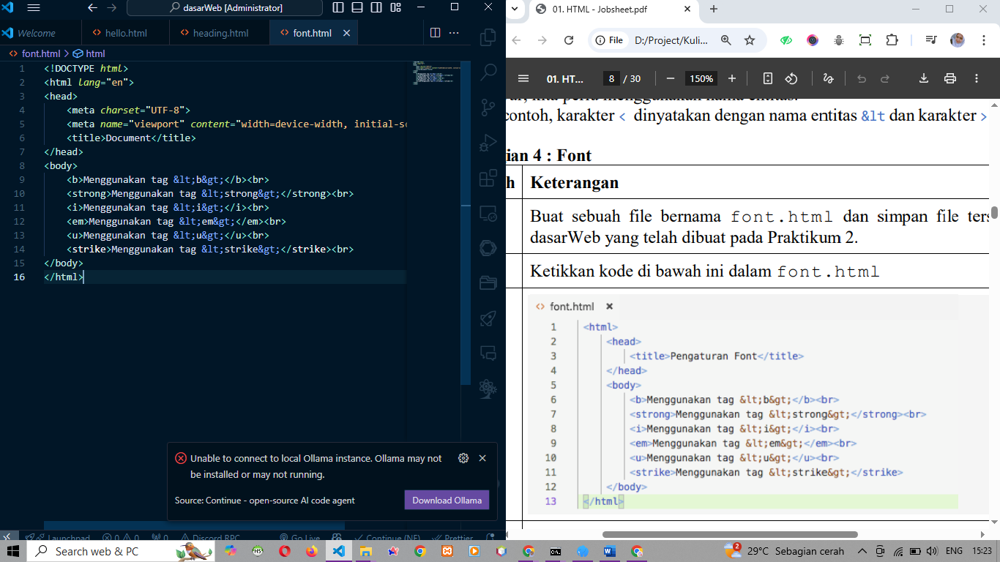 dasarWeb [Administrator]
Welcome
hello.html
heading.html
font.html
font.html > html
1 <!DOCTYPE html>
2 <html lang="en">
3 <head>
4 <meta charset="UTF-8">
5 <meta name="viewport" content="width=device-width, initial-sc
6 <title>Document</title>
7 </head>
8 <body>
9 <b>Menggunakan tag &lt;b&gt;</b><br>
10 <strong>Menggunakan tag &lt;strong&gt;</strong><br>
11 <i>Menggunakan tag &lt;i&gt;</i><br>
12 <em>Menggunakan tag &lt;em&gt;</em><br>
13 <u>Menggunakan tag &lt;u&gt;</u><br>
14 <strike>Menggunakan tag &lt;strike&gt;</strike><br>
15 </body>
16 </html>
Unable to connect to local Ollama instance. Ollama may not
be installed or may not running.
Source: Continue - open-source AI code agent
Download Ollama
Launchpad 0 0 0 Discord RPC Go Live Continue (NE) Prettier
01. HTML - Jobsheet.pdf
File D:/Project/Kuli...
01. HT... 8 / 30 150%
kita perlu menggunakan nama entitas.
contoh, karakter < dinyatakan dengan nama entitas &lt dan karakter >
ian 4 : Font
h Keterangan
Buat sebuah file bernama font.html dan simpan file ters
dasarWeb yang telah dibuat pada Praktikum 2.
Ketikkan kode di bawah ini dalam font.html
font.html
1 <html>
2 <head>
3 <title>Pengaturan Font</title>
4 </head>
5 <body>
6 <b>Menggunakan tag &lt;b&gt;</b><br>
7 <strong>Menggunakan tag &lt;strong&gt;</strong><br>
8 <i>Menggunakan tag &lt;i&gt;</i><br>
9 <em>Menggunakan tag &lt;em&gt;</em><br>
10 <u>Menggunakan tag &lt;u&gt;</u><br>
11 <strike>Menggunakan tag &lt;strike&gt;</strike>
12 </body>
13 </html>
Search web & PC
2
29°C Sebagian cerah
ENG
15:23